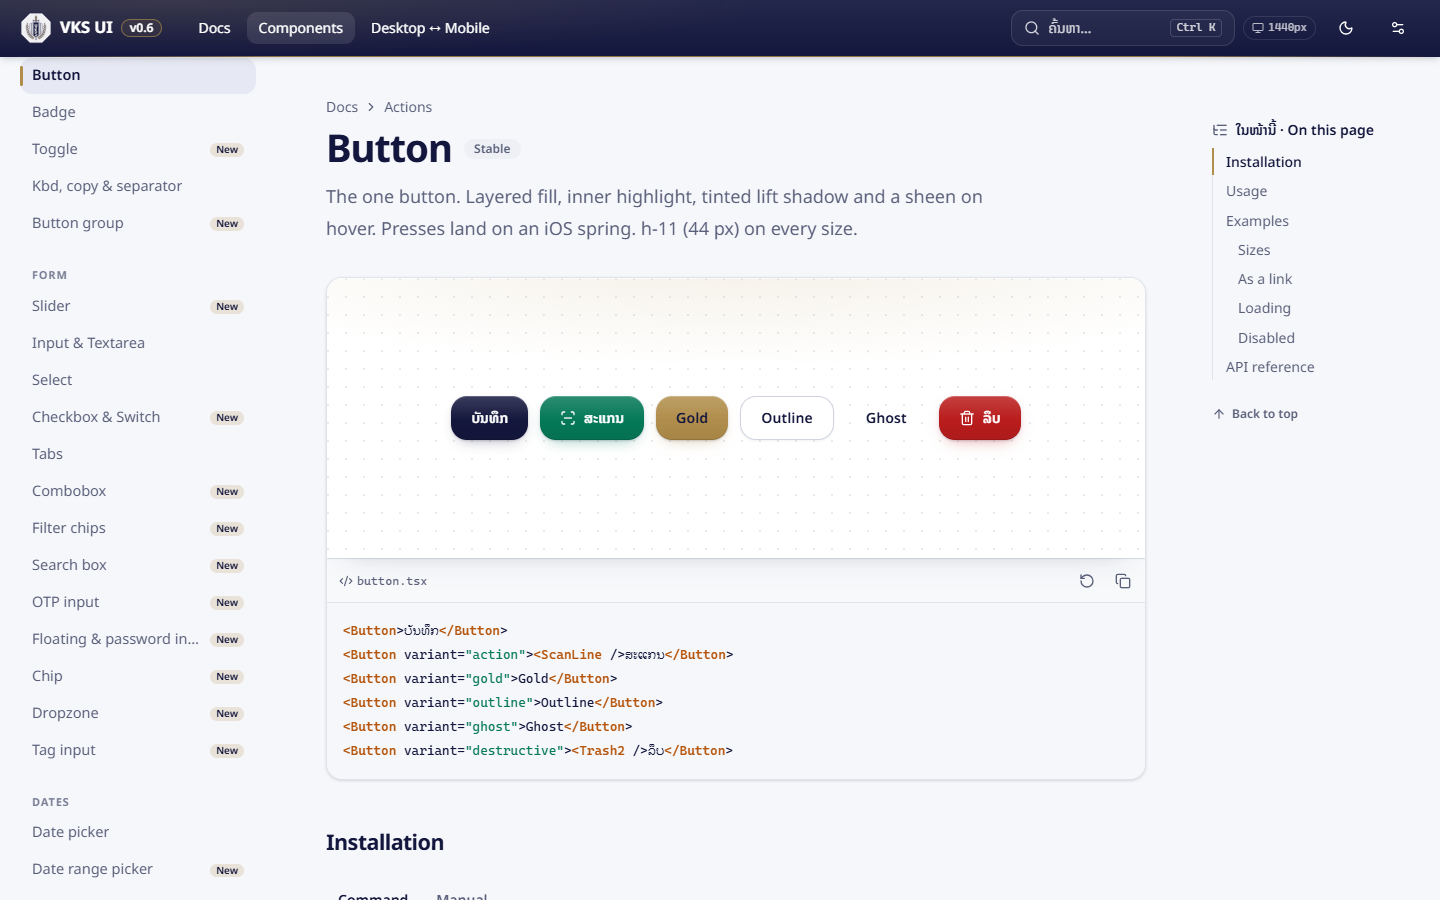 VKS UI v0.6 Docs Components Desktop ↔ Mobile ຄົ້ນຫາ... Ctrl K 1440px
Button
Badge
Toggle New
Kbd, copy & separator
Button group New
FORM
Slider New
Input & Textarea
Select
Checkbox & Switch New
Tabs
Combobox New
Filter chips New
Search box New
OTP input New
Floating & password in... New
Chip New
Dropzone New
Tag input New
DATES
Date picker
Date range picker New
Docs > Actions
Button Stable
The one button. Layered fill, inner highlight, tinted lift shadow and a sheen on
hover. Presses land on an iOS spring. h-11 (44 px) on every size.
ບັນທຶກ ສະແກນ Gold Outline Ghost ລຶບ
</> button.tsx
<Button>ບັນທຶກ</Button>
<Button variant="action"><ScanLine />ສະແກນ</Button>
<Button variant="gold">Gold</Button>
<Button variant="outline">Outline</Button>
<Button variant="ghost">Ghost</Button>
<Button variant="destructive"><Trash2 />ລຶບ</Button>
Installation
Command Manual
ໃນໜ້ານີ້ · On this page
Installation
Usage
Examples
Sizes
As a link
Loading
Disabled
API reference
↑ Back to top